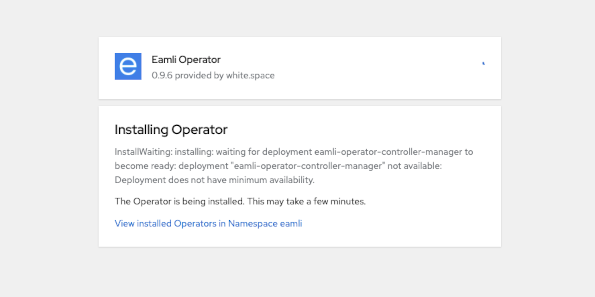 e
Eamli Operator
0.9.6 provided by white.space
Installing Operator
InstallWaiting: installing: waiting for deployment eamli-operator-controller-manager to
become ready: deployment "eamli-operator-controller-manager" not available:
Deployment does not have minimum availability.
The Operator is being installed. This may take a few minutes.
View installed Operators in Namespace eamli